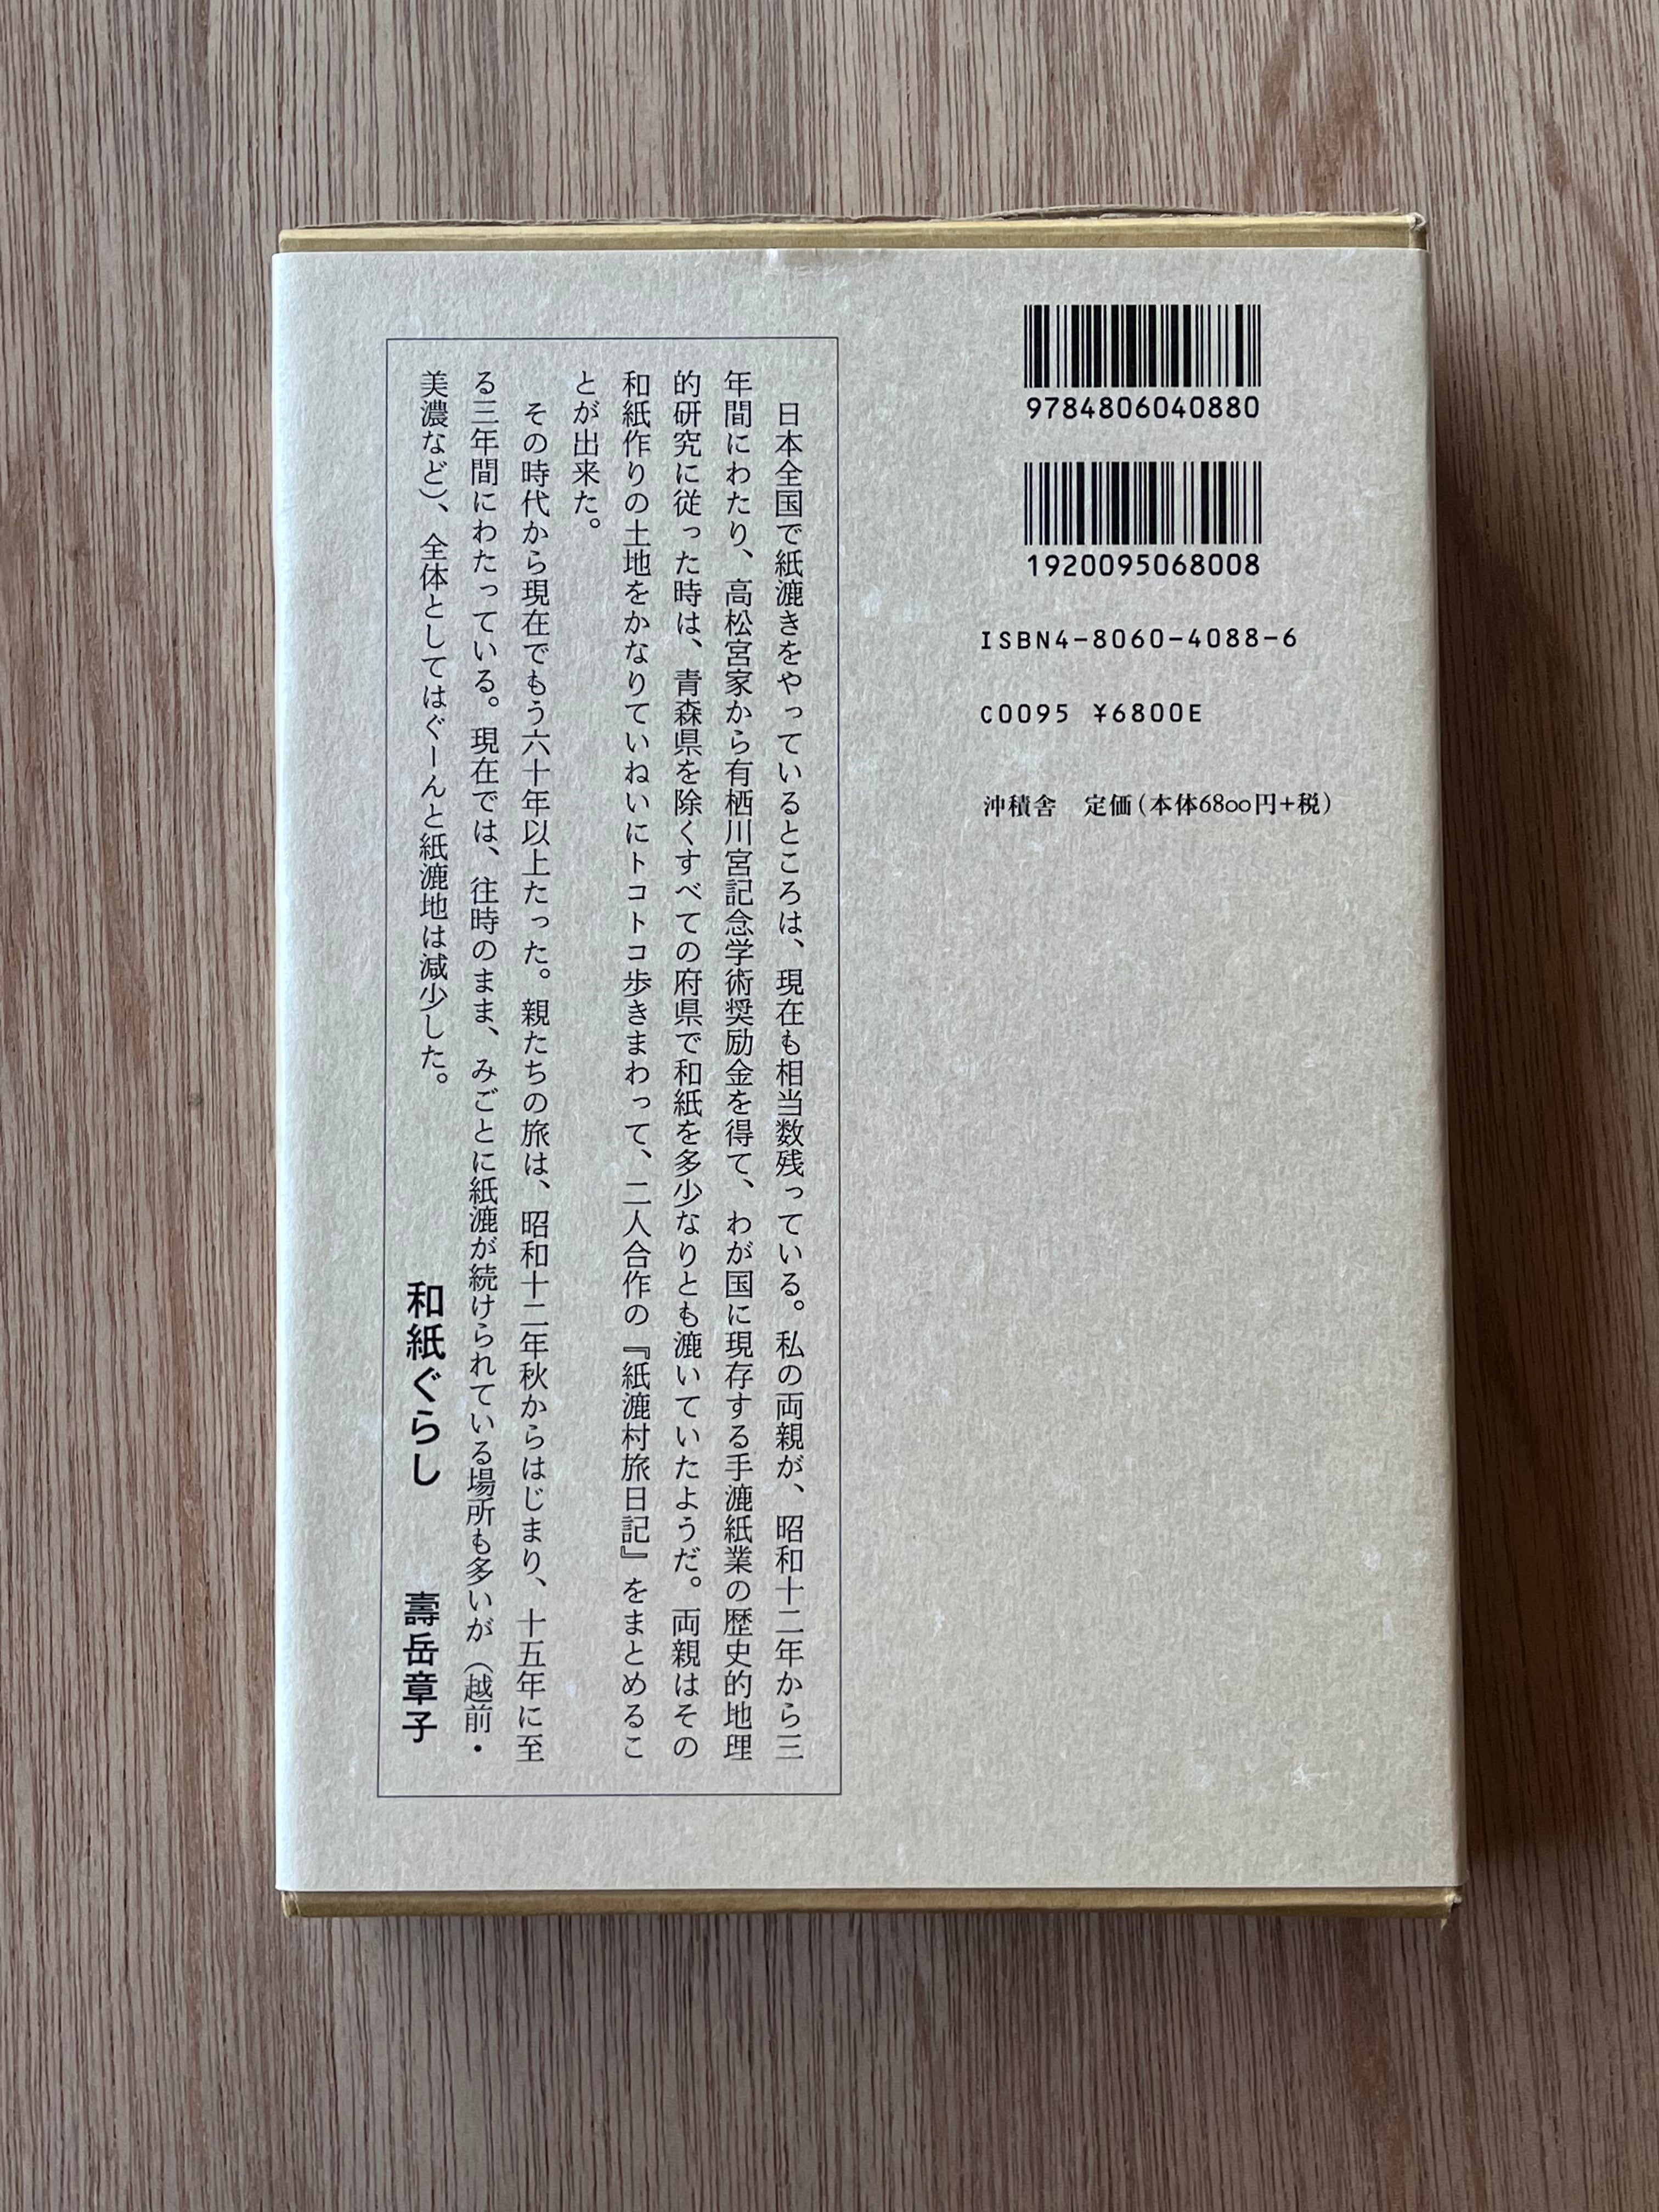 9784806040880
1920095068008
ISBN4-8060-4088-6
C0095 ¥6800E
沖積舎 定価(本体6800円+税)
日本全国で紙漉きをやっているところは、現在も相当数残っている。私の両親が、昭和十二年から三
年間にわたり、高松宮家から有栖川宮記念学術奨励金を得て、わが国に現存する手漉紙業の歴史的地理
的研究に従った時は、青森県を除くすべての府県で和紙を多少なりとも漉いていたようだ。両親はその
和紙作りの土地をかなりていねいにトコトコ歩きまわって、二人合作の『紙漉村旅日記』をまとめるこ
とが出来た。
その時代から現在でもう六十年以上たった。親たちの旅は、昭和十二年秋からはじまり、十五年に至
る三年間にわたっている。現在では、往時のまま、みごとに紙漉が続けられている場所も多いが（越前・
美濃など）、全体としてはぐーんと紙漉地は減少した。
和紙ぐらし 壽岳章子